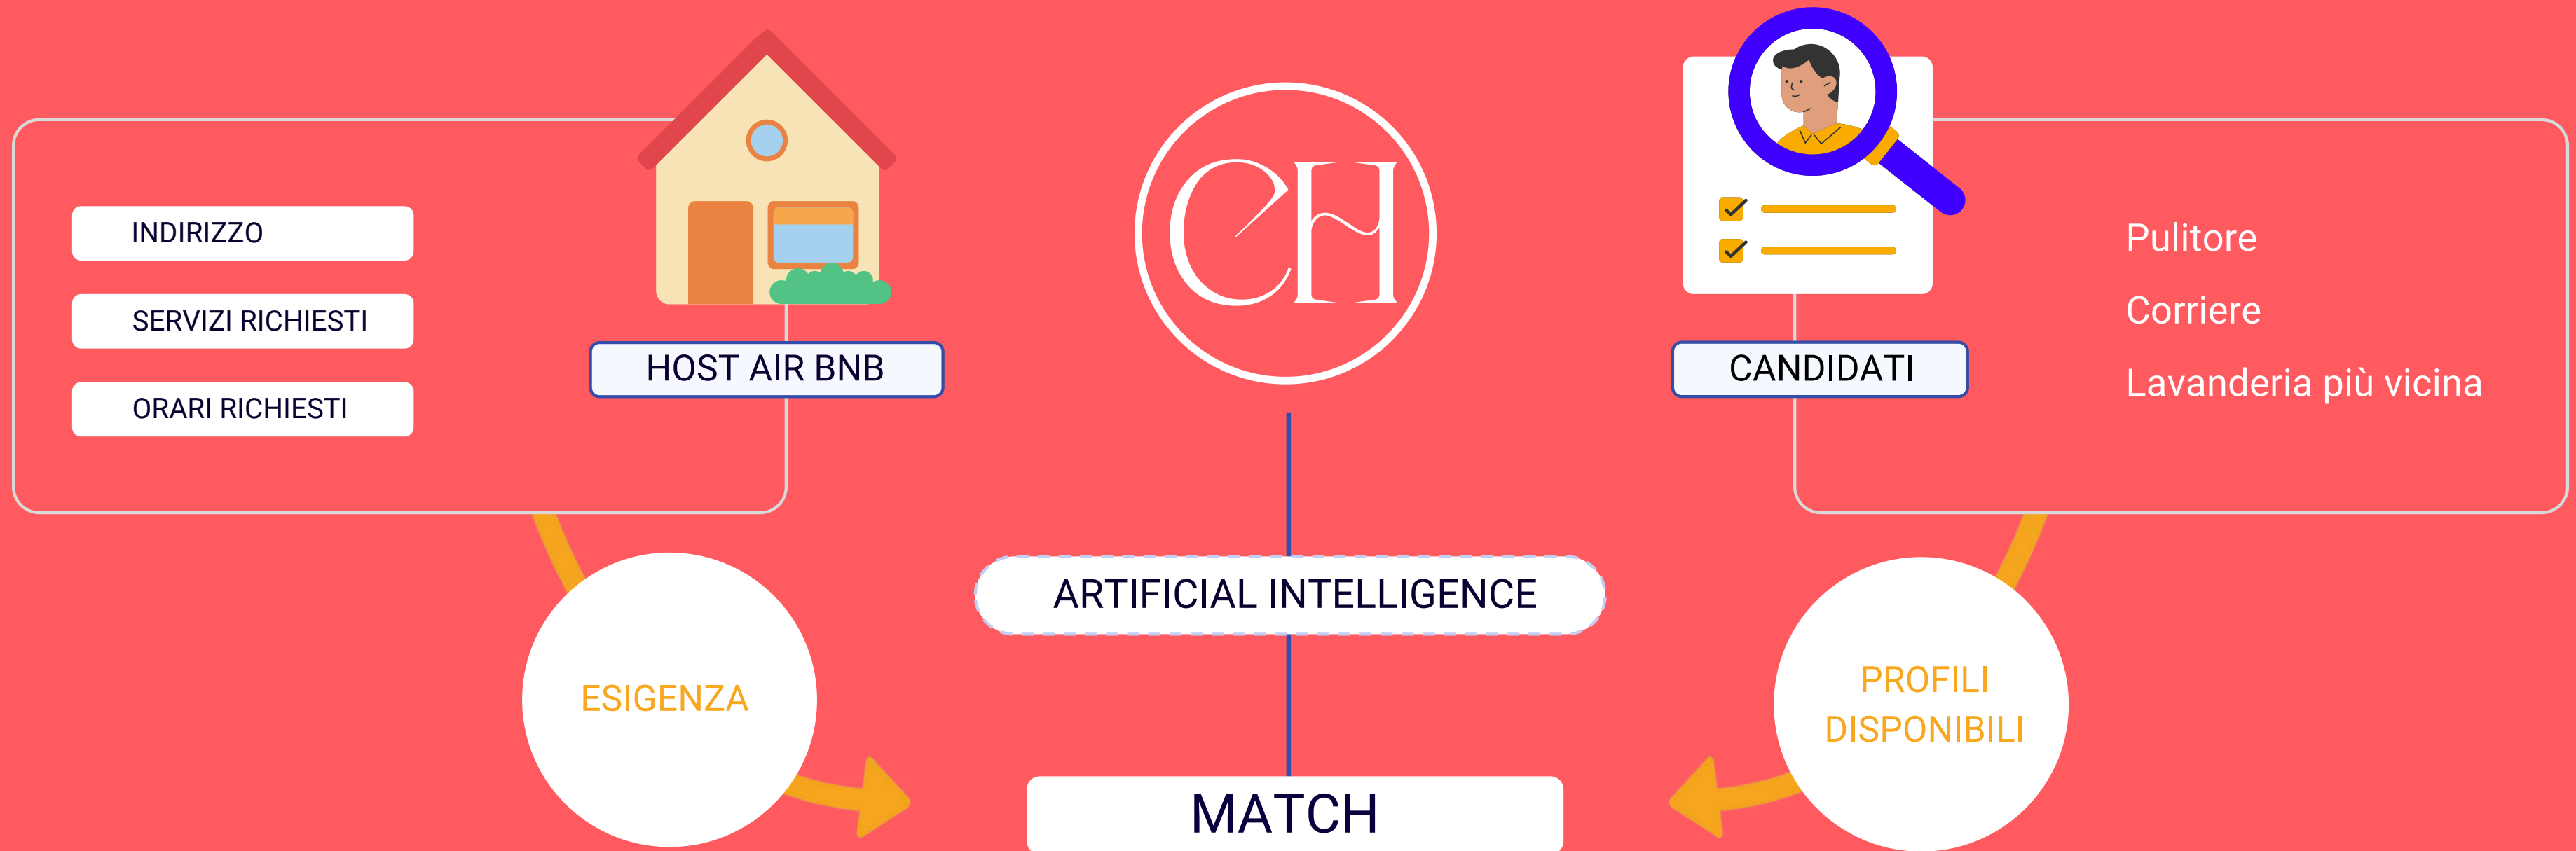 INDIRIZZO
SERVIZI RICHIESTI
ORARI RICHIESTI
HOST AIR BNB
CH
CANDIDATI
Pulitore
Corriere
Lavanderia più vicina
ARTIFICIAL INTELLIGENCE
ESIGENZA
PROFILI
DISPONIBILI
MATCH